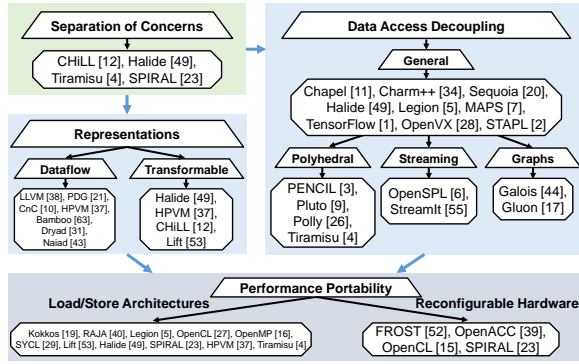 Separation of Concerns
CHiLL [12], Halide [49],
Tiramisu [4], SPIRAL [23]
Data Access Decoupling
General
Chapel [11], Charm++ [34], Sequoia [20],
Halide [49], Legion [5], MAPS [7],
TensorFlow [1], OpenVX [28], STAPL [2]
Polyhedral
PENCIL [3],
Pluto [9],
Polly [26],
Tiramisu [4]
Streaming
OpenSPL [6],
StreamIt [55]
Graphs
Galois [44],
Gluon [17]
Representations
Dataflow
LLVM [38], PDG [21],
CnC [10], HPVM [37],
Bamboo [63],
Dryad [31],
Naiad [43]
Transformable
Halide [49],
HPVM [37],
CHiLL [12],
Lift [53]
Performance Portability
Load/Store Architectures
Kokkos [19], RAJA [40], Legion [5], OpenCL [27], OpenMP [16],
SYCL [29], Lift [53], Halide [49], SPIRAL [23], HPVM [37], Tiramisu [4]
Reconfigurable Hardware
FROST [52], OpenACC [39],
OpenCL [15], SPIRAL [23]